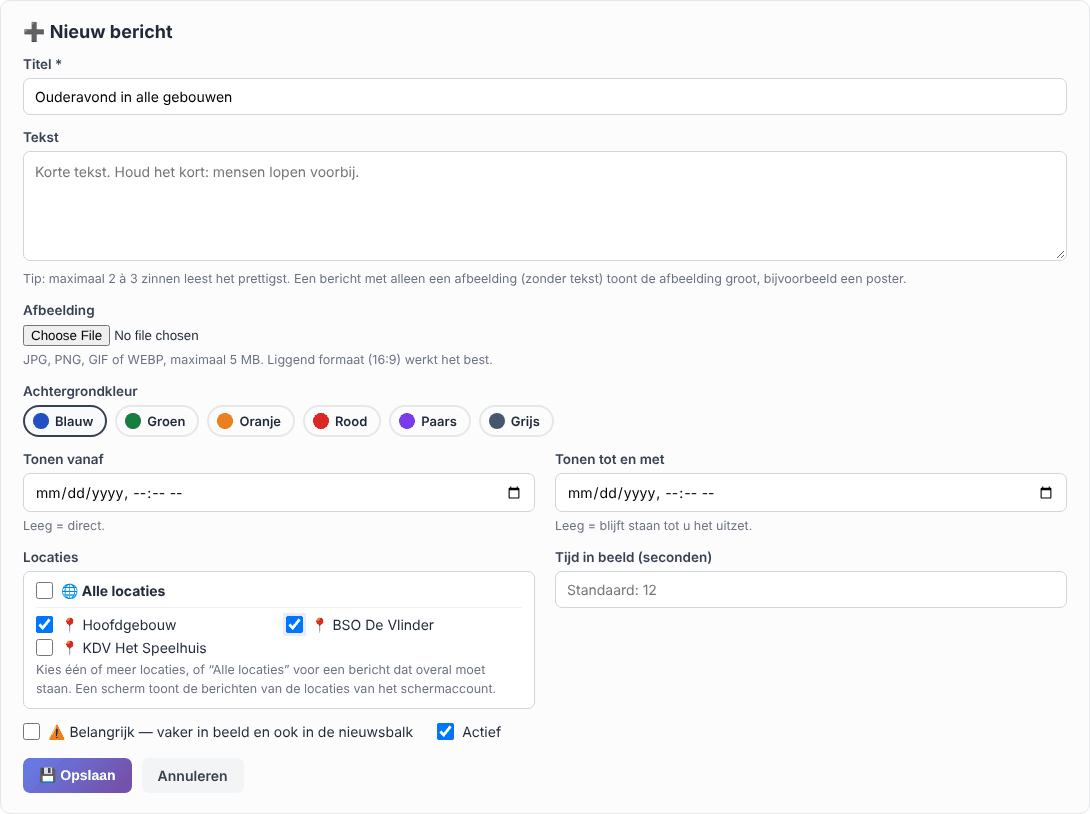 ➕ Nieuw bericht
Titel *
Ouderavond in alle gebouwen
Tekst
Korte tekst. Houd het kort: mensen lopen voorbij.
Tip: maximaal 2 à 3 zinnen leest het prettigst. Een bericht met alleen een afbeelding (zonder tekst) toont de afbeelding groot, bijvoorbeeld een poster.
Afbeelding
Choose File No file chosen
JPG, PNG, GIF of WEBP, maximaal 5 MB. Liggend formaat (16:9) werkt het best.
Achtergrondkleur
Blauw Groen Oranje Rood Paars Grijs
Tonen vanaf
mm/dd/yyyy, --:-- --
Leeg = direct.
Tonen tot en met
mm/dd/yyyy, --:-- --
Leeg = blijft staan tot u het uitzet.
Locaties
🌐 Alle locaties
📍 Hoofdgebouw 📍 BSO De Vlinder
📍 KDV Het Speelhuis
Kies één of meer locaties, of “Alle locaties” voor een bericht dat overal moet
staan. Een scherm toont de berichten van de locaties van het schermaccount.
Tijd in beeld (seconden)
Standaard: 12
⚠️ Belangrijk — vaker in beeld en ook in de nieuwsbalk Actief
💾 Opslaan Annuleren